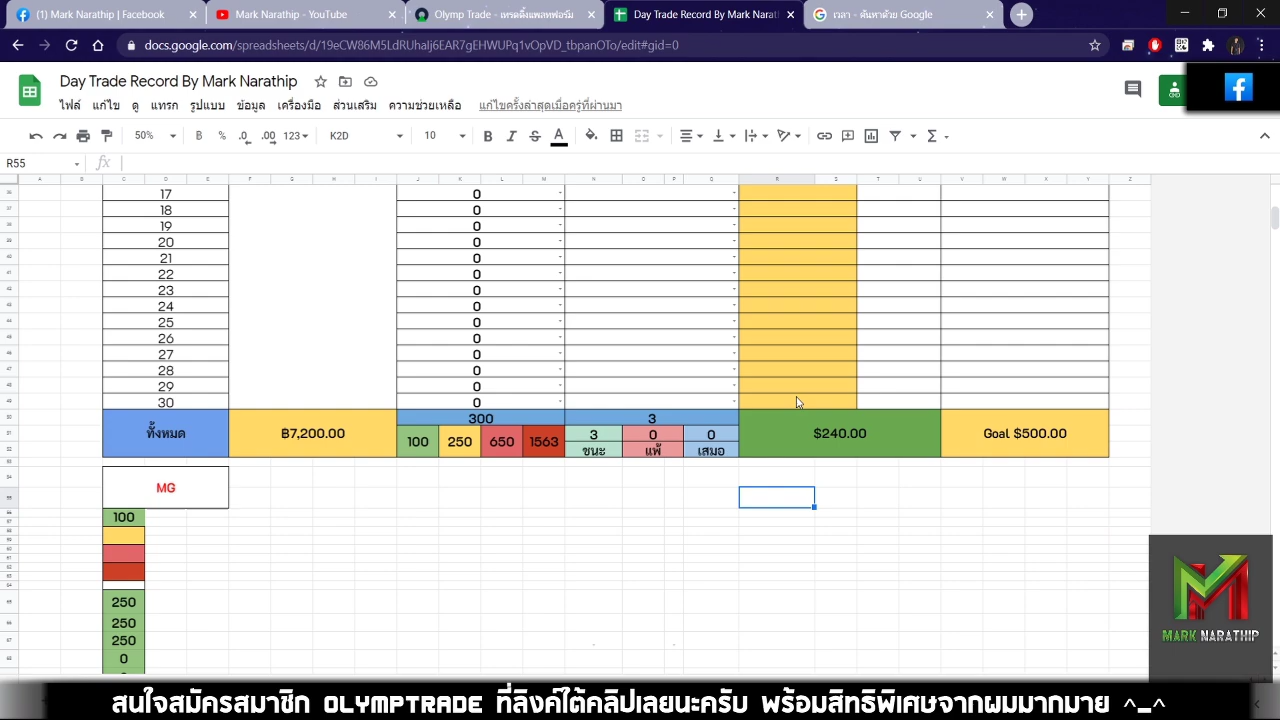 (1) Mark Narathip | Facebook
Mark Narathip - YouTube
Olymp Trade - เทรดดิ้งแพลทฟอร์ม
Day Trade Record By Mark Narat
เวลา - ค้นหาด้วย Google
docs.google.com/spreadsheets/d/19eCW86M5LdRUhaIj6EAR7gEHWUPq1vOpVD_tbpanOTo/edit#gid=0
Day Trade Record By Mark Narathip
ไฟล์ แก้ไข ดู แทรก รูปแบบ ข้อมูล เครื่องมือ ส่วนเสริม ความช่วยเหลือ แก้ไขครั้งล่าสุดเมื่อครู่ที่ผ่านมา
50% B % .0 .00 123 K2D 10 B I S A
R55 fx
A B C D E F G H I J K L M N O P Q R S T U V W X Y Z
17 0
18 0
19 0
20 0
21 0
22 0
23 0
24 0
25 0
26 0
27 0
28 0
29 0
30 0
ทั้งหมด ฿7,200.00 300 3 $240.00 Goal $500.00
100 250 650 1563 3 0 0
ชนะ แพ้ เสมอ
MG
100
250
250
250
0
MARK NARATHIP
สนใจสมัครสมาชิก OLYMPTRADE ที่ลิงค์ใต้คลิปเลยนะครับ พร้อมสิทธิพิเศษจากผมมากมาย ^_^